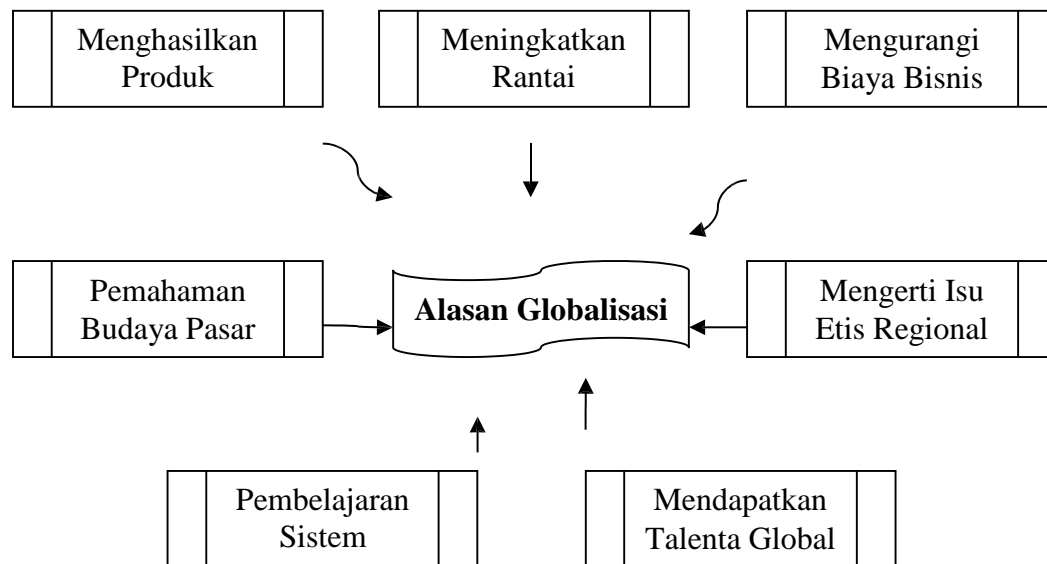 Menghasilkan
Produk
Meningkatkan
Rantai
Mengurangi
Biaya Bisnis
Pemahaman
Budaya Pasar
Alasan Globalisasi
Mengerti Isu
Etis Regional
Pembelajaran
Sistem
Mendapatkan
Talenta Global